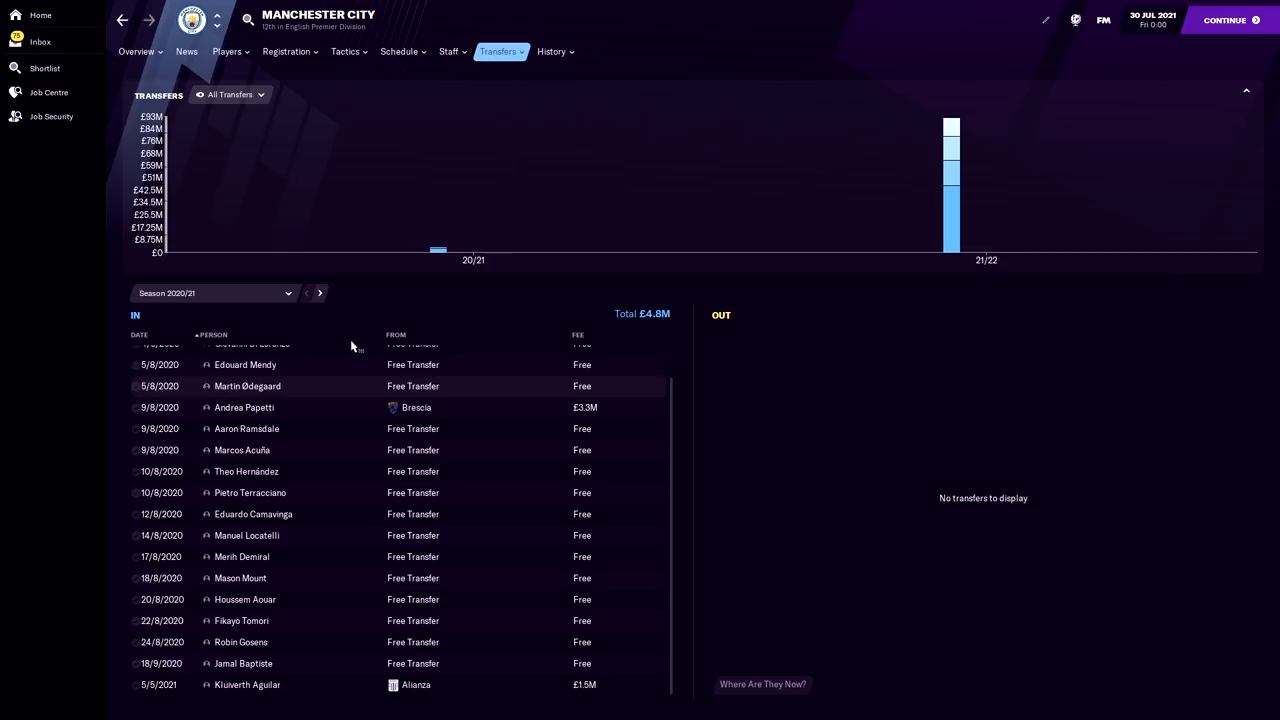 Home
75
Inbox
Shortlist
Job Centre
Job Security
MANCHESTER CITY
12th in English Premier Division
FM
30 JUL 2021
Fri 0:00
CONTINUE
Overview
News
Players
Registration
Tactics
Schedule
Staff
Transfers
History
TRANSFERS
All Transfers
£93M
£84M
£76M
£68M
£59M
£51M
£42.5M
£34.5M
£25.5M
£17.25M
£8.75M
£0
20/21
21/22
Season 2020/21
IN
Total £4.8M
DATE PERSON FROM FEE
5/8/2020 Edouard Mendy Free Transfer Free
5/8/2020 Martin Ødegaard Free Transfer Free
9/8/2020 Andrea Papetti Brescia £3.3M
9/8/2020 Aaron Ramsdale Free Transfer Free
9/8/2020 Marcos Acuña Free Transfer Free
10/8/2020 Theo Hernández Free Transfer Free
10/8/2020 Pietro Terracciano Free Transfer Free
12/8/2020 Eduardo Camavinga Free Transfer Free
14/8/2020 Manuel Locatelli Free Transfer Free
17/8/2020 Merih Demiral Free Transfer Free
18/8/2020 Mason Mount Free Transfer Free
20/8/2020 Houssem Aouar Free Transfer Free
22/8/2020 Fikayo Tomori Free Transfer Free
24/8/2020 Robin Gosens Free Transfer Free
18/9/2020 Jamal Baptiste Free Transfer Free
5/5/2021 Kluiverth Aguilar Alianza £1.5M
OUT
No transfers to display
Where Are They Now?